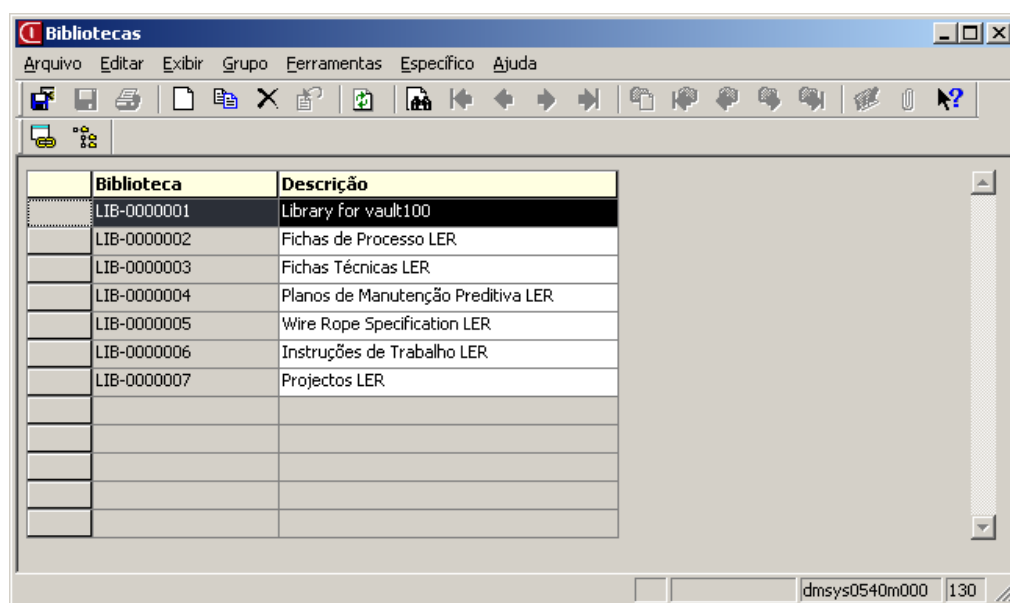 Bibliotecas
Arquivo Editar Exibir Grupo Ferramentas Específico Ajuda
Biblioteca Descrição
LIB-0000001 Library for vault100
LIB-0000002 Fichas de Processo LER
LIB-0000003 Fichas Técnicas LER
LIB-0000004 Planos de Manutenção Preditiva LER
LIB-0000005 Wire Rope Specification LER
LIB-0000006 Instruções de Trabalho LER
LIB-0000007 Projectos LER
dmsys0540m000 130